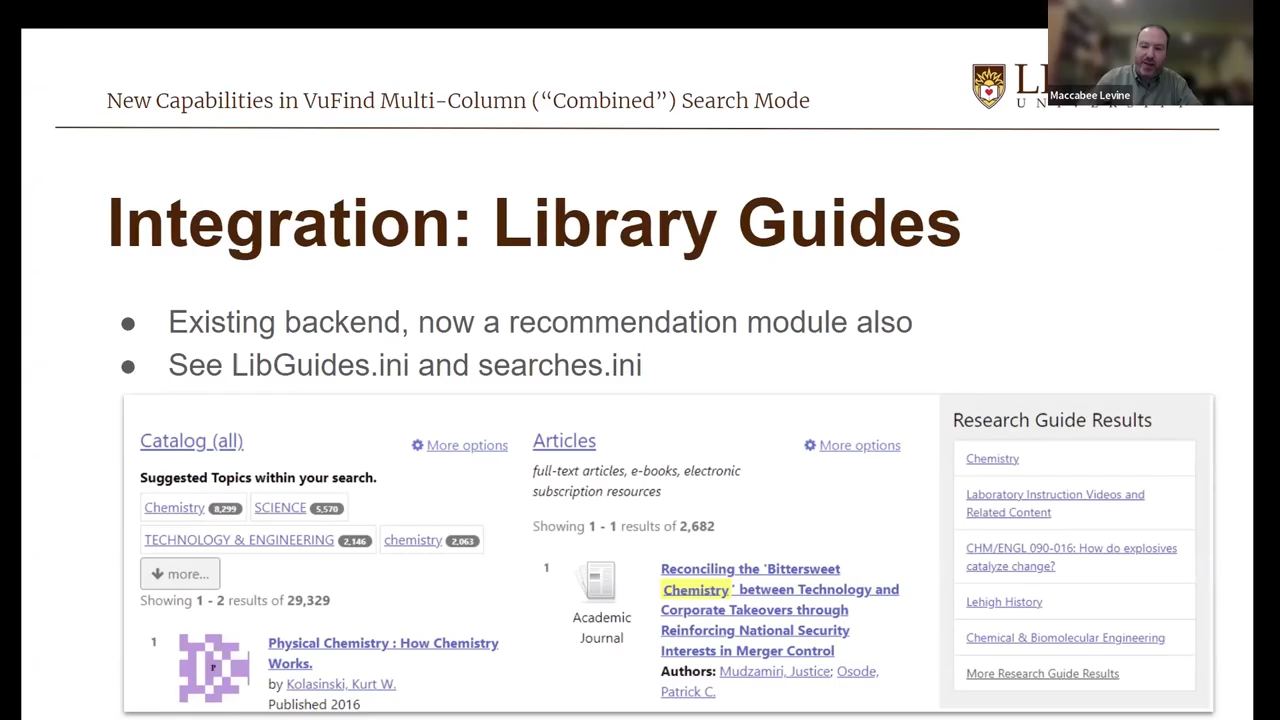 New Capabilities in VuFind Multi-Column (“Combined”) Search Mode
Maccabee Levine
Integration: Library Guides
● Existing backend, now a recommendation module also
● See LibGuides.ini and searches.ini
Catalog (all)
More options
Suggested Topics within your search.
Chemistry 8,299 SCIENCE 5,570
TECHNOLOGY & ENGINEERING 2,146 chemistry 2,063
more...
Showing 1 - 2 results of 29,329
1
P
Physical Chemistry : How Chemistry
Works.
by Kolasinski, Kurt W.
Published 2016
Articles
More options
full-text articles, e-books, electronic
subscription resources
Showing 1 - 1 results of 2,682
1
Academic
Journal
Reconciling the 'Bittersweet
Chemistry' between Technology and
Corporate Takeovers through
Reinforcing National Security
Interests in Merger Control
Authors: Mudzamiri, Justice; Osode,
Patrick C.
Research Guide Results
Chemistry
Laboratory Instruction Videos and
Related Content
CHM/ENGL 090-016: How do explosives
catalyze change?
Lehigh History
Chemical & Biomolecular Engineering
More Research Guide Results